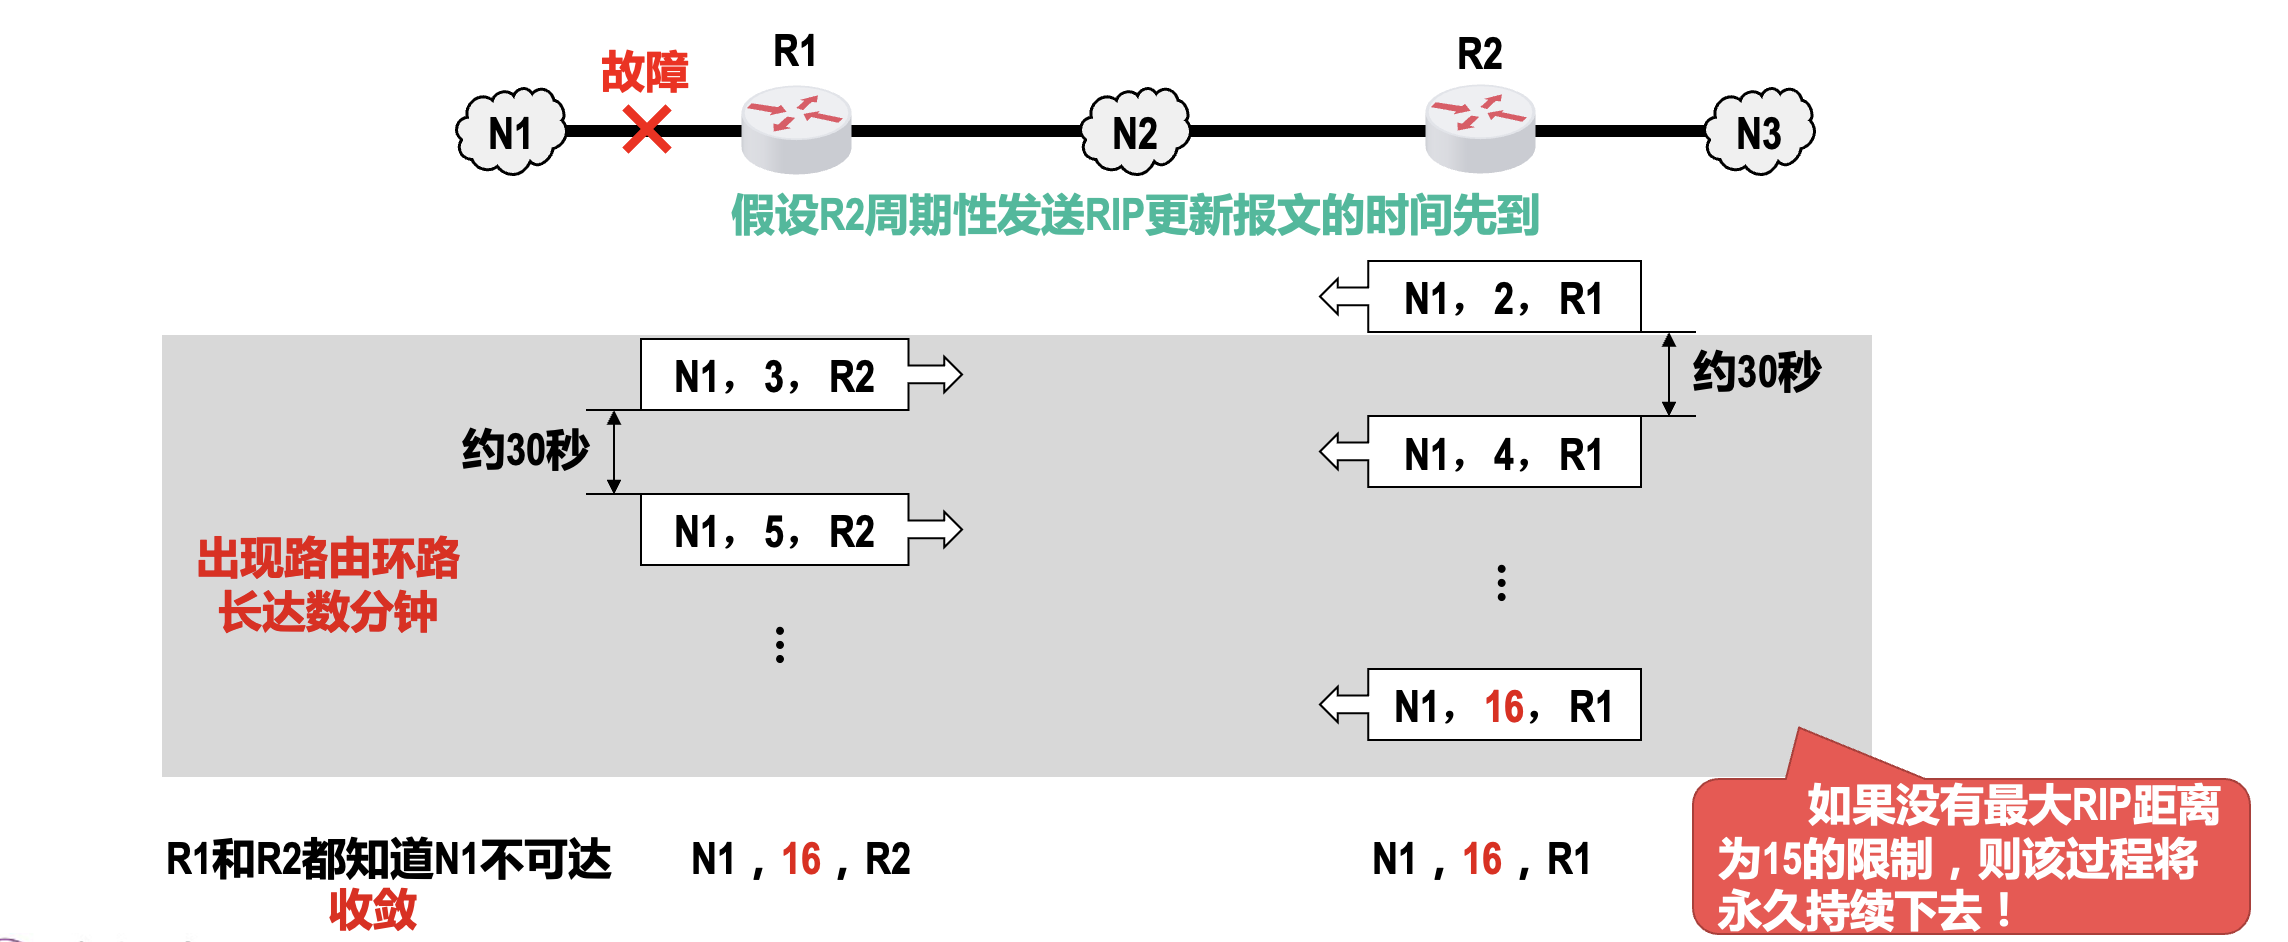 R1
R2
故障
N1
N2
N3
假设R2周期性发送RIP更新报文的时间先到
N1，2，R1
N1，3，R2
约30秒
约30秒
N1，4，R1
N1，5，R2
出现路由环路
长达数分钟
N1，16，R1
如果没有最大RIP距离
为15的限制，则该过程将
永久持续下去！
R1和R2都知道N1不可达
收敛
N1，16，R2
N1，16，R1